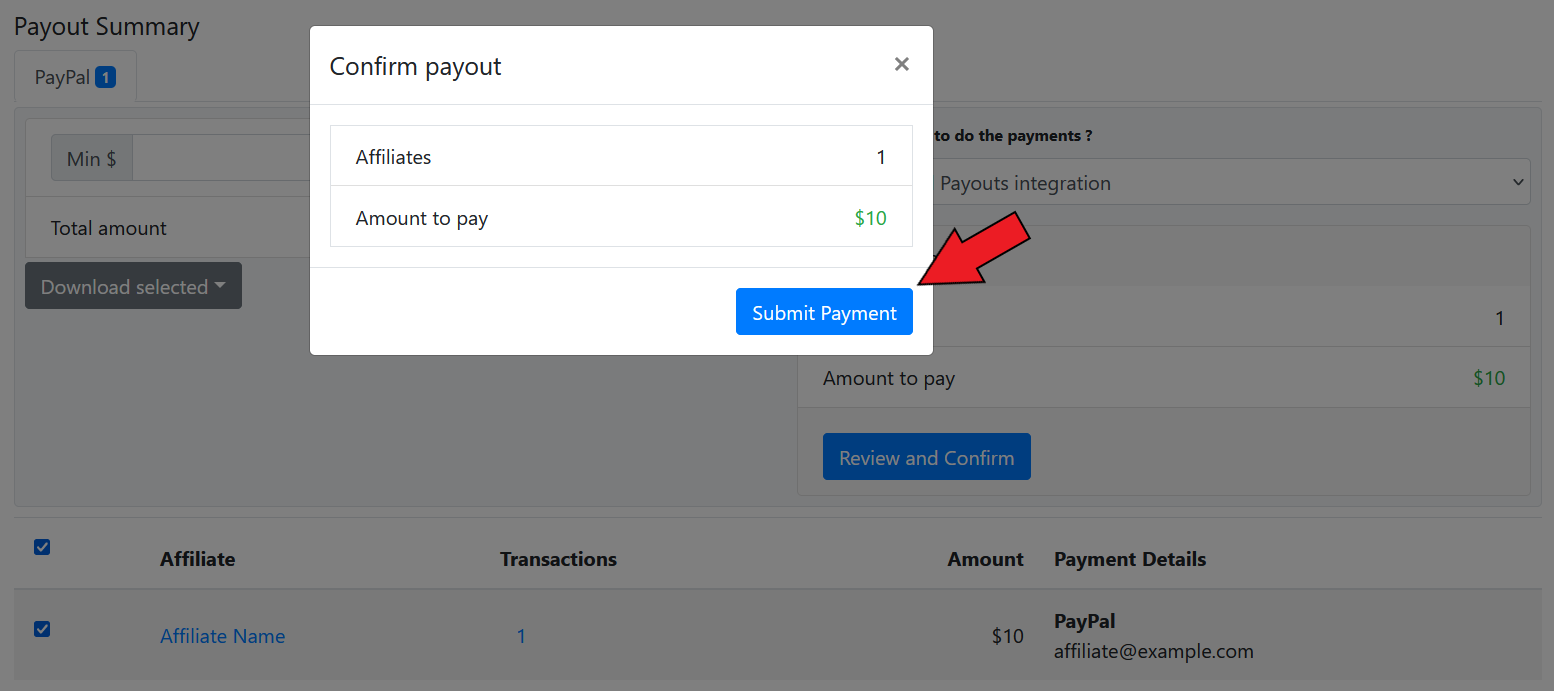 Payout Summary
PayPal 1
Confirm payout ×
Affiliates 1
Amount to pay $10
Submit Payment
Min $
Total amount
Download selected
to do the payments ?
Payouts integration
1
Amount to pay $10
Review and Confirm
Affiliate Transactions Amount Payment Details
Affiliate Name 1 $10 PayPal
affiliate@example.com